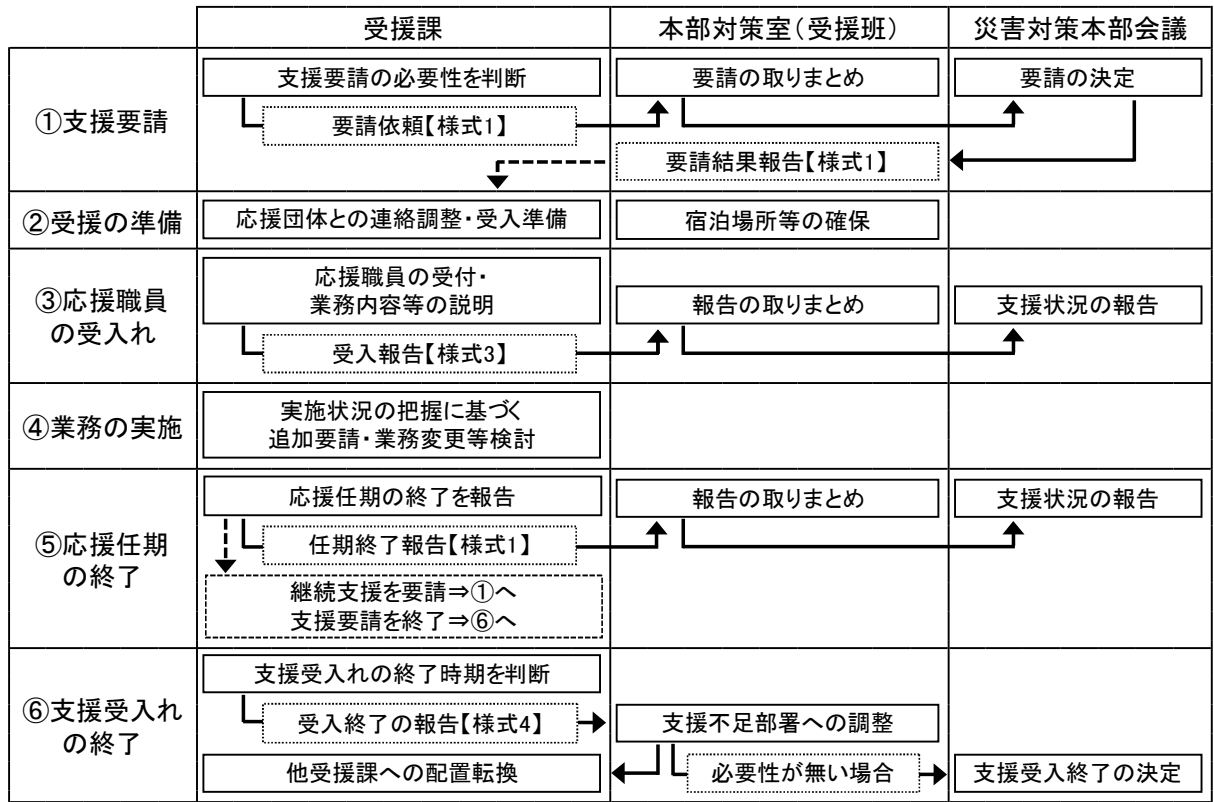 受援課
本部対策室(受援班)
災害対策本部会議
①支援要請
支援要請の必要性を判断
要請の取りまとめ
要請の決定
要請依頼【様式1】
要請結果報告【様式1】
②受援の準備
応援団体との連絡調整・受入準備
宿泊場所等の確保
③応援職員
の受入れ
応援職員の受付・
業務内容等の説明
報告の取りまとめ
支援状況の報告
受入報告【様式3】
④業務の実施
実施状況の把握に基づく
追加要請・業務変更等検討
⑤応援任期
の終了
応援任期の終了を報告
報告の取りまとめ
支援状況の報告
任期終了報告【様式1】
継続支援を要請⇒①へ
支援要請を終了⇒⑥へ
⑥支援受入れ
の終了
支援受入れの終了時期を判断
受入終了の報告【様式4】
支援不足部署への調整
他受援課への配置転換
必要性が無い場合
支援受入終了の決定